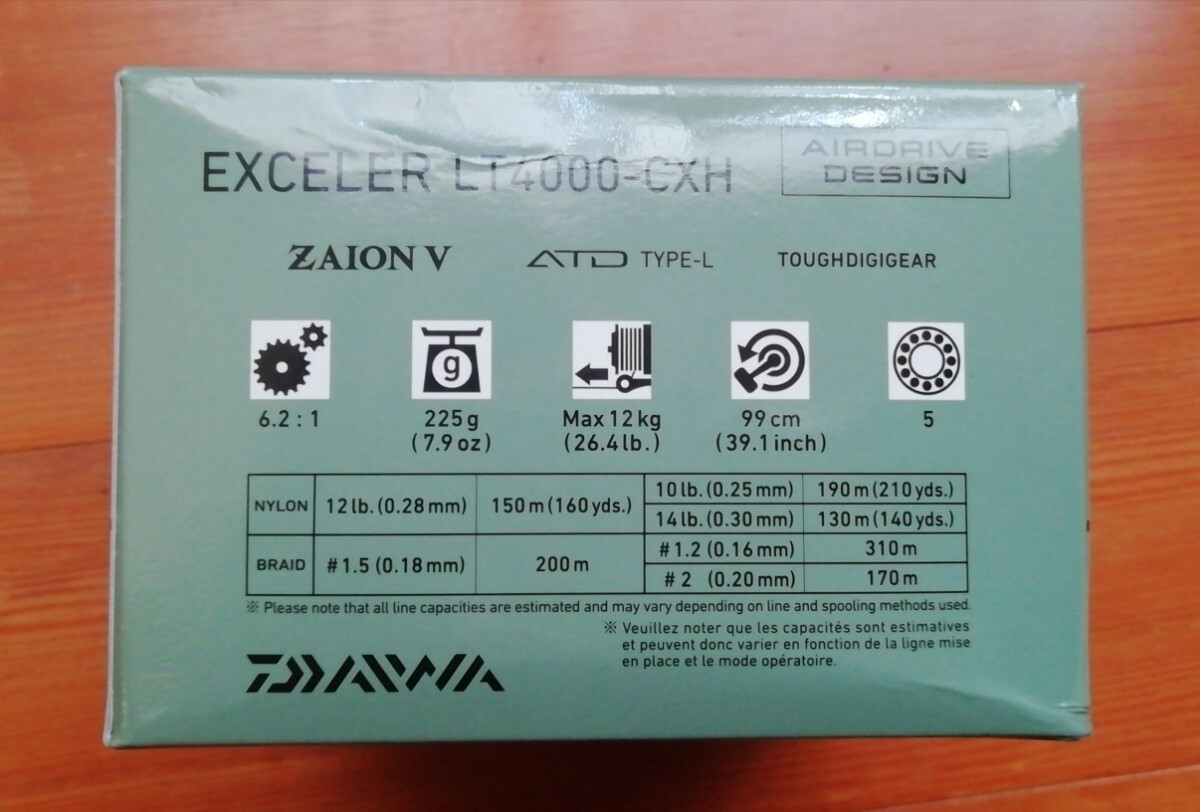 EXCELER LT4000-CXH
AIRDRIVE
DESIGN
ZAION V
ATD TYPE-L
TOUGHDIGIGEAR
g
6.2 : 1
225g
(7.9 oz)
Max 12 kg
(26.4 lb.)
99 cm
(39.1 inch)
5
NYLON 12 lb. (0.28 mm) 150 m (160 yds.)
10 lb. (0.25 mm) 190 m (210 yds.)
14 lb. (0.30 mm) 130 m (140 yds.)
BRAID #1.5 (0.18 mm) 200 m
#1.2 (0.16 mm) 310 m
#2 (0.20 mm) 170 m
※ Please note that all line capacities are estimated and may vary depending on line and spooling methods used.
※ Veuillez noter que les capacités sont estimatives
et peuvent donc varier en fonction de la ligne mise
en place et le mode opératoire.
DAIWA